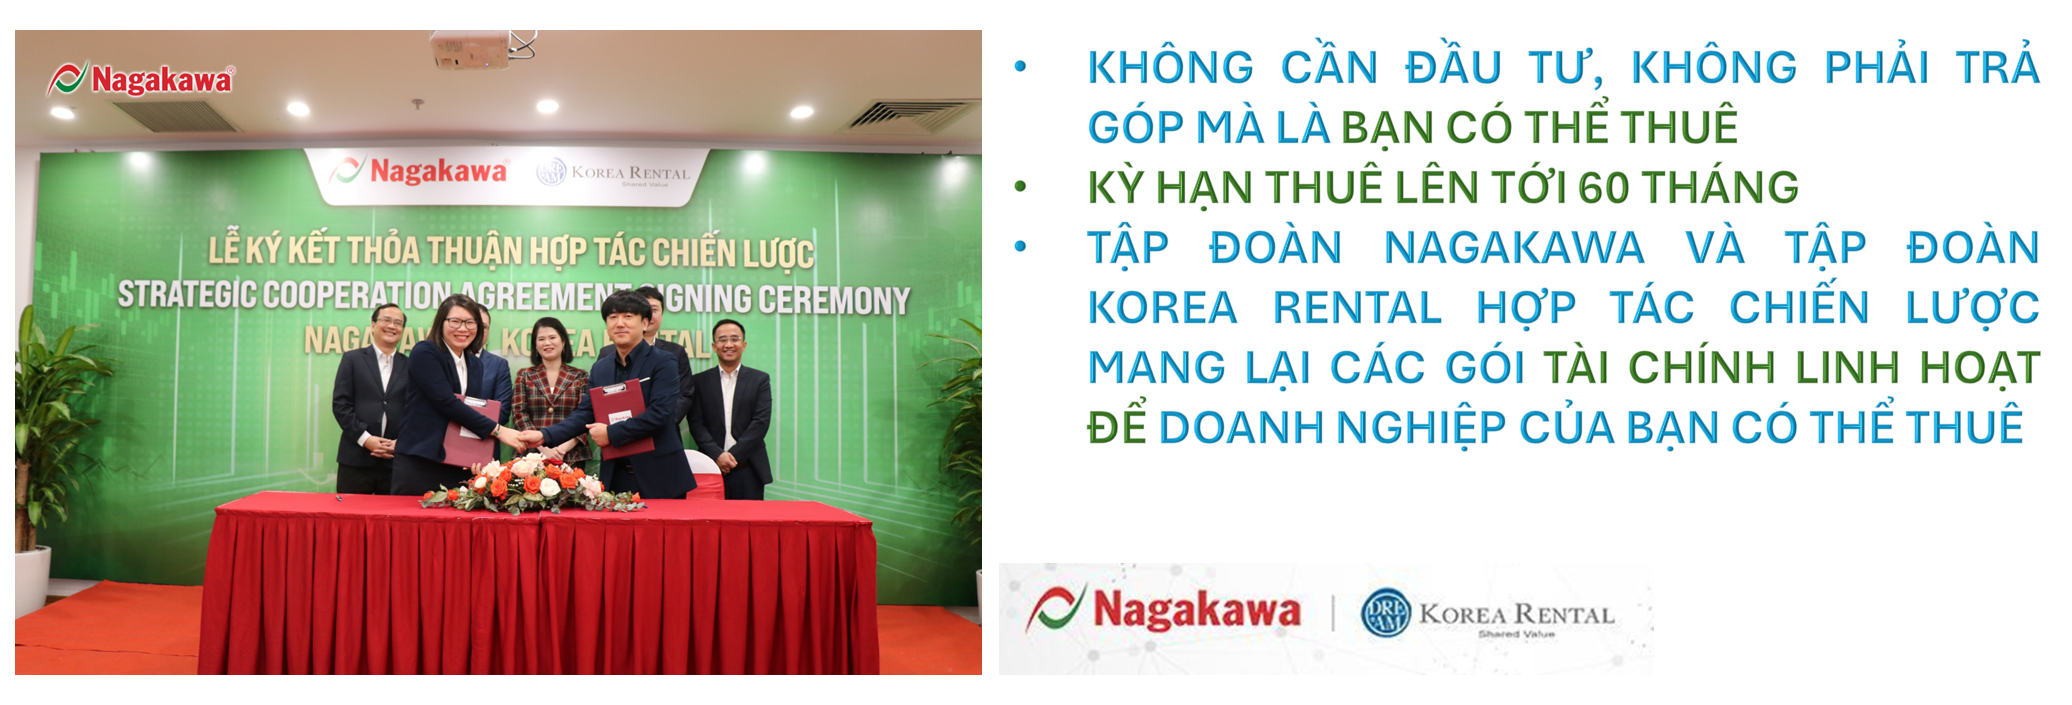 Nagakawa
Nagakawa KOREA RENTAL
Shared Value
LỄ KÝ KẾT THỎA THUẬN HỢP TÁC CHIẾN LƯỢC
STRATEGIC COOPERATION AGREEMENT SIGNING CEREMONY
• KHÔNG CẦN ĐẦU TƯ, KHÔNG PHẢI TRẢ
GÓP MÀ LÀ BẠN CÓ THỂ THUÊ
• KỲ HẠN THUÊ LÊN TỚI 60 THÁNG
• TẬP ĐOÀN NAGAKAWA VÀ TẬP ĐOÀN
KOREA RENTAL HỢP TÁC CHIẾN LƯỢC
MANG LẠI CÁC GÓI TÀI CHÍNH LINH HOẠT
ĐỂ DOANH NGHIỆP CỦA BẠN CÓ THỂ THUÊ
Nagakawa | DREAM KOREA RENTAL
Shared Value